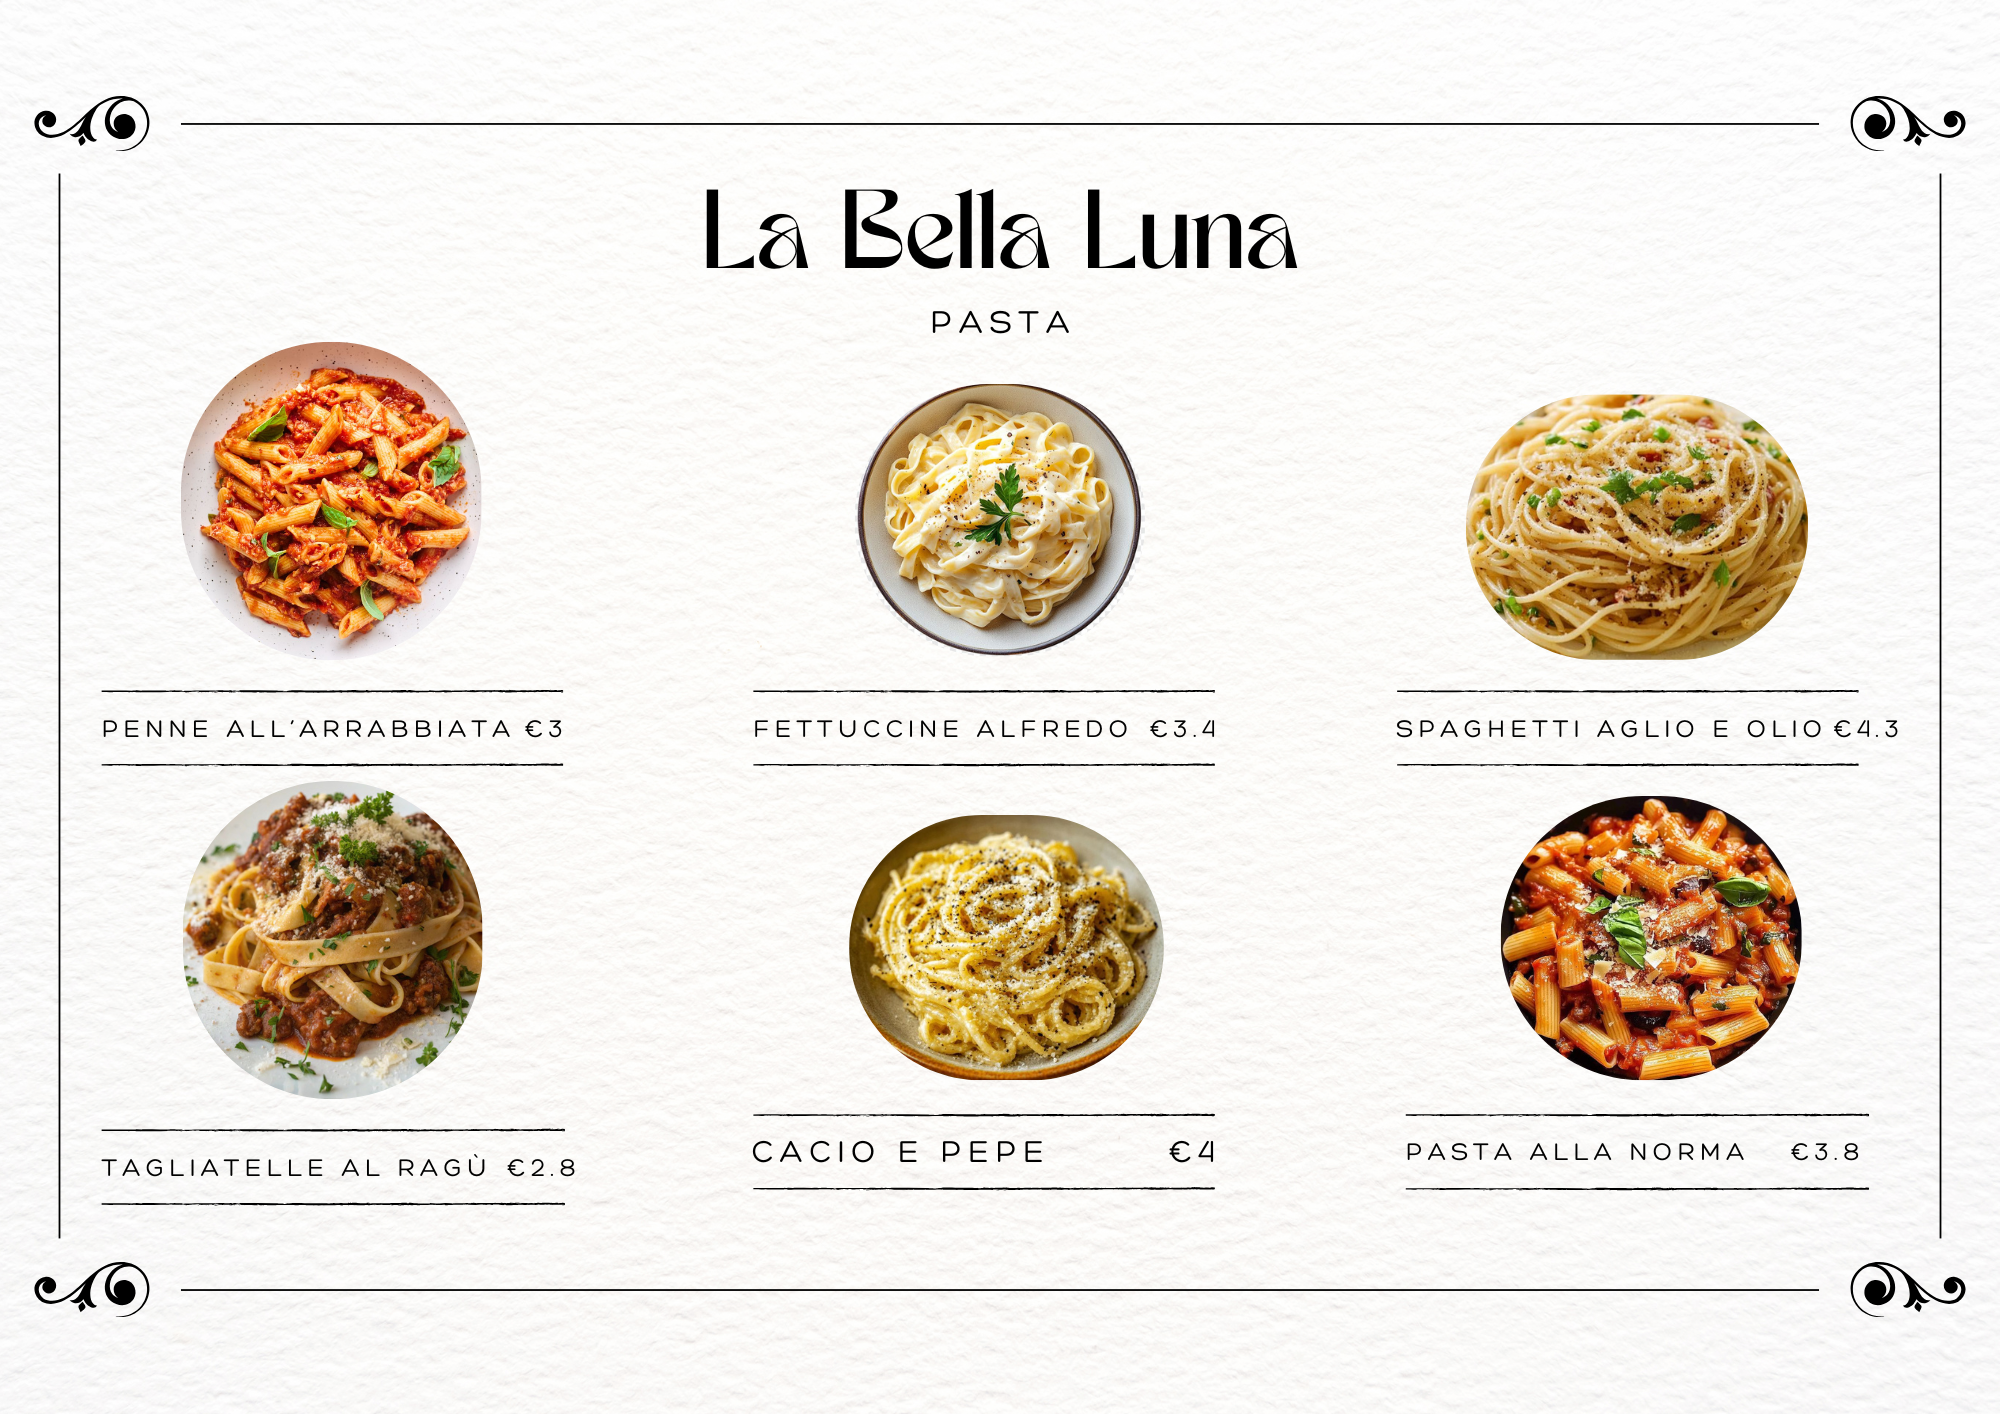 La Bella Luna
PASTA
PENNE ALL'ARRABBIATA €3
FETTUCCINE ALFREDO €3.4
SPAGHETTI AGLIO E OLIO €4.3
TAGLIATELLE AL RAGÙ €2.8
CACIO E PEPE €4
PASTA ALLA NORMA €3.8